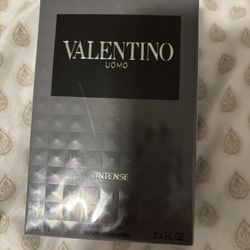 VALENTINO
UOMO
INTENSE
3.4 FL.OZ.